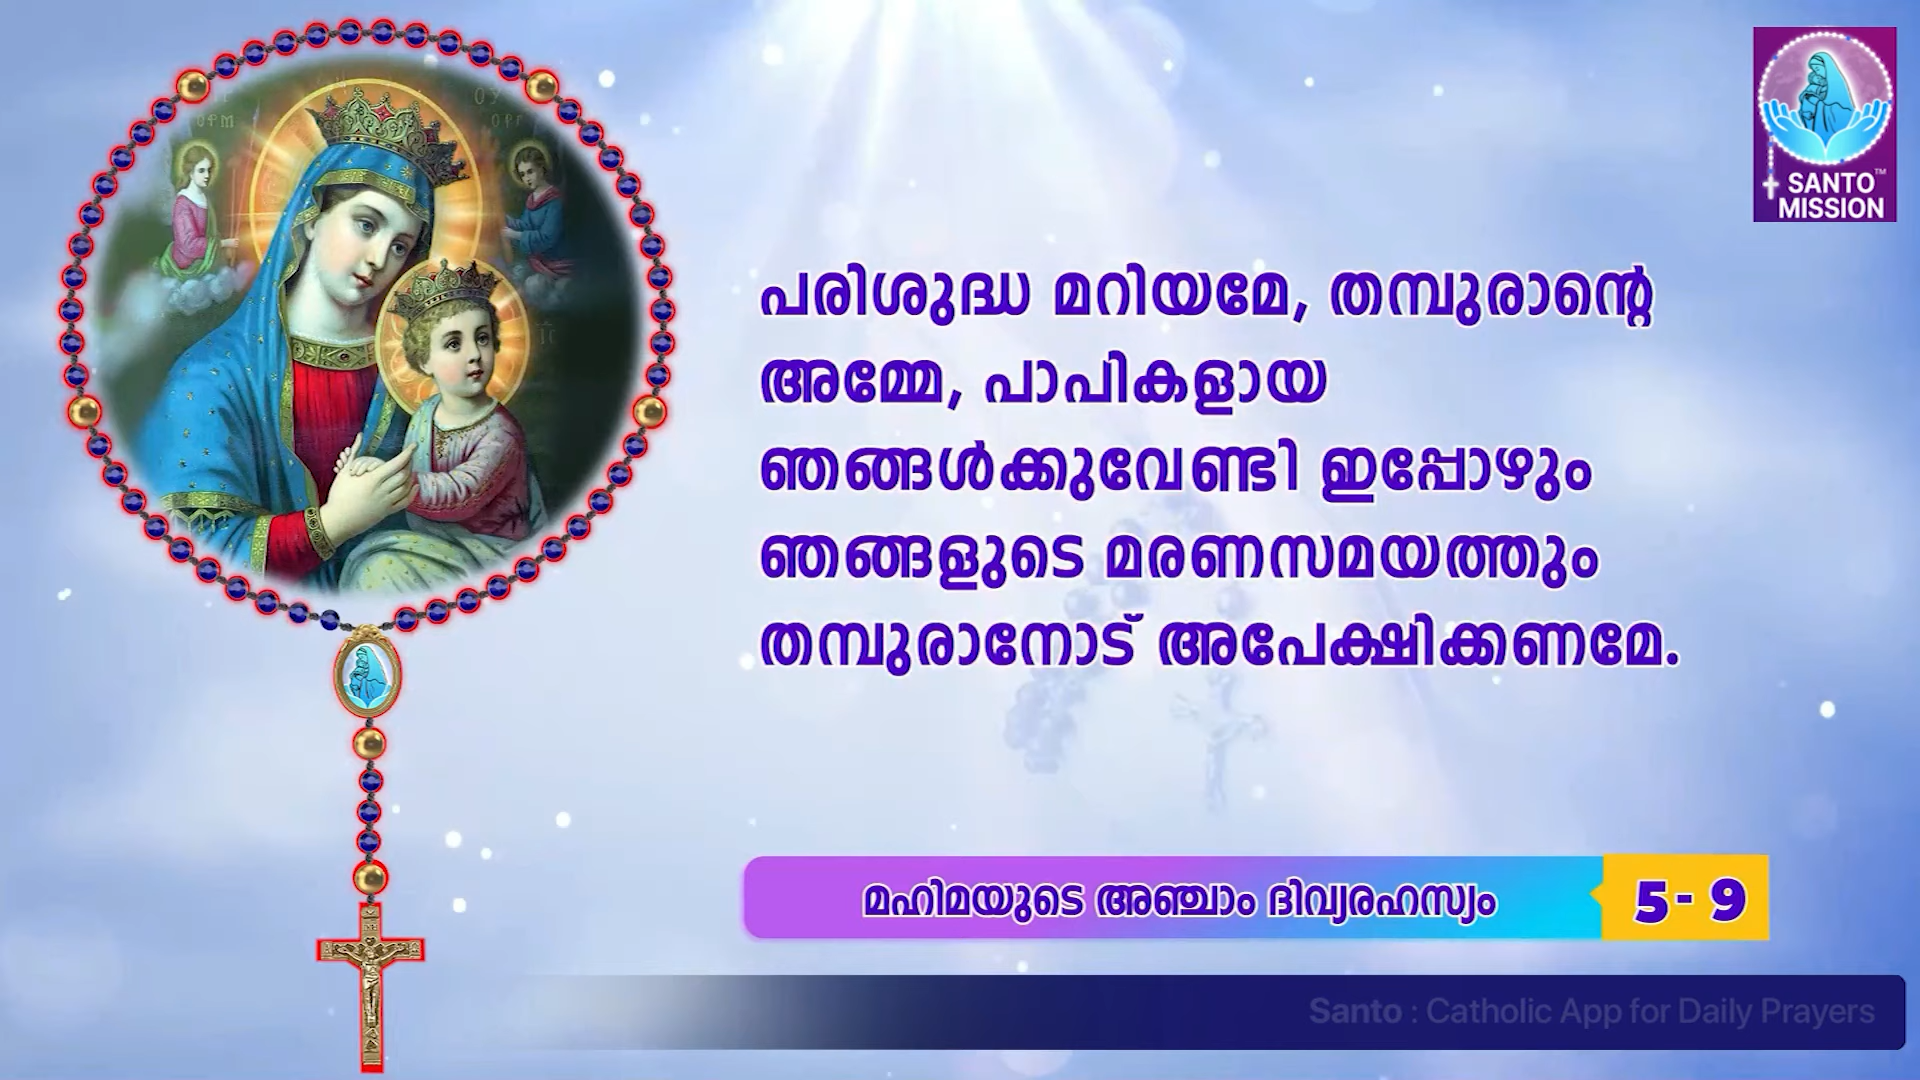 SANTO™
MISSION
പരിശുദ്ധ മറിയമേ, തമ്പുരാന്റെ
അമ്മേ, പാപികളായ
ഞങ്ങൾക്കുവേണ്ടി ഇപ്പോഴും
ഞങ്ങളുടെ മരണസമയത്തും
തമ്പുരാനോട് അപേക്ഷിക്കണമേ.
മഹിമയുടെ അഞ്ചാം ദിവ്യരഹസ്യം 5- 9
Santo : Catholic App for Daily Prayers